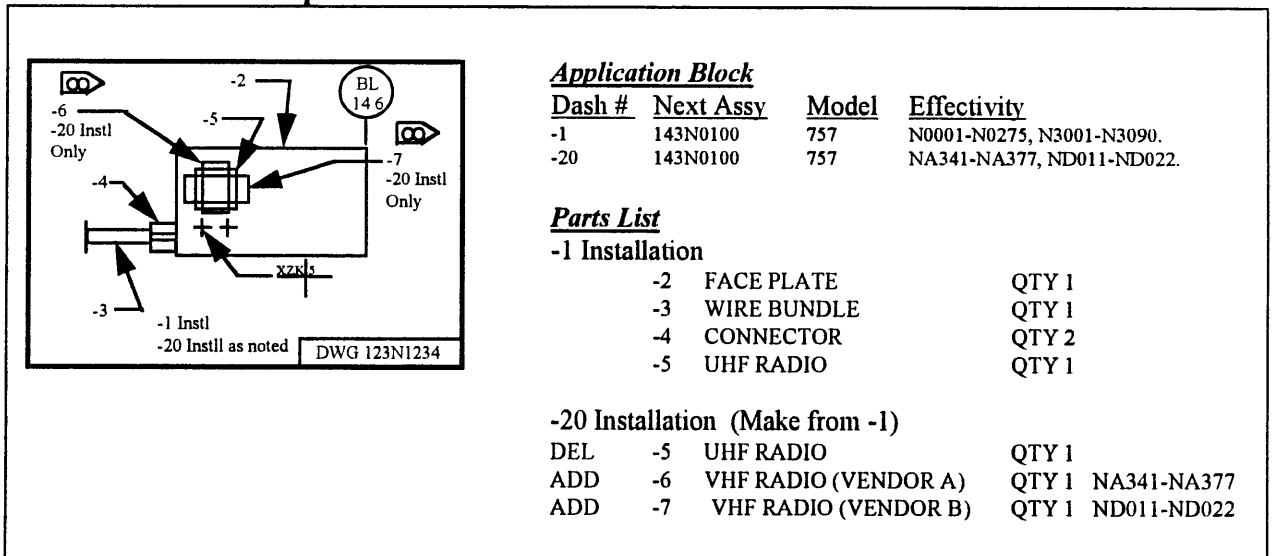 -2
BL
14 6
-6
-20 Instl
Only
-5
-7
-20 Instl
Only
-4
XZK 5
-3
-1 Instl
-20 Instll as noted
DWG 123N1234
Application Block
Dash # Next Assy Model Effectivity
-1 143N0100 757 N0001-N0275, N3001-N3090.
-20 143N0100 757 NA341-NA377, ND011-ND022.
Parts List
-1 Installation
-2 FACE PLATE QTY 1
-3 WIRE BUNDLE QTY 1
-4 CONNECTOR QTY 2
-5 UHF RADIO QTY 1
-20 Installation (Make from -1)
DEL -5 UHF RADIO QTY 1
ADD -6 VHF RADIO (VENDOR A) QTY 1 NA341-NA377
ADD -7 VHF RADIO (VENDOR B) QTY 1 ND011-ND022